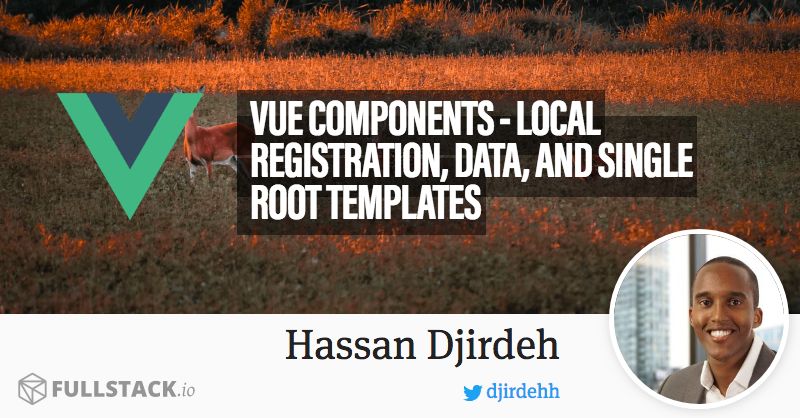 VUE COMPONENTS - LOCAL
REGISTRATION, DATA, AND SINGLE
ROOT TEMPLATES
Hassan Djirdeh
FULLSTACK.io
djirdehh